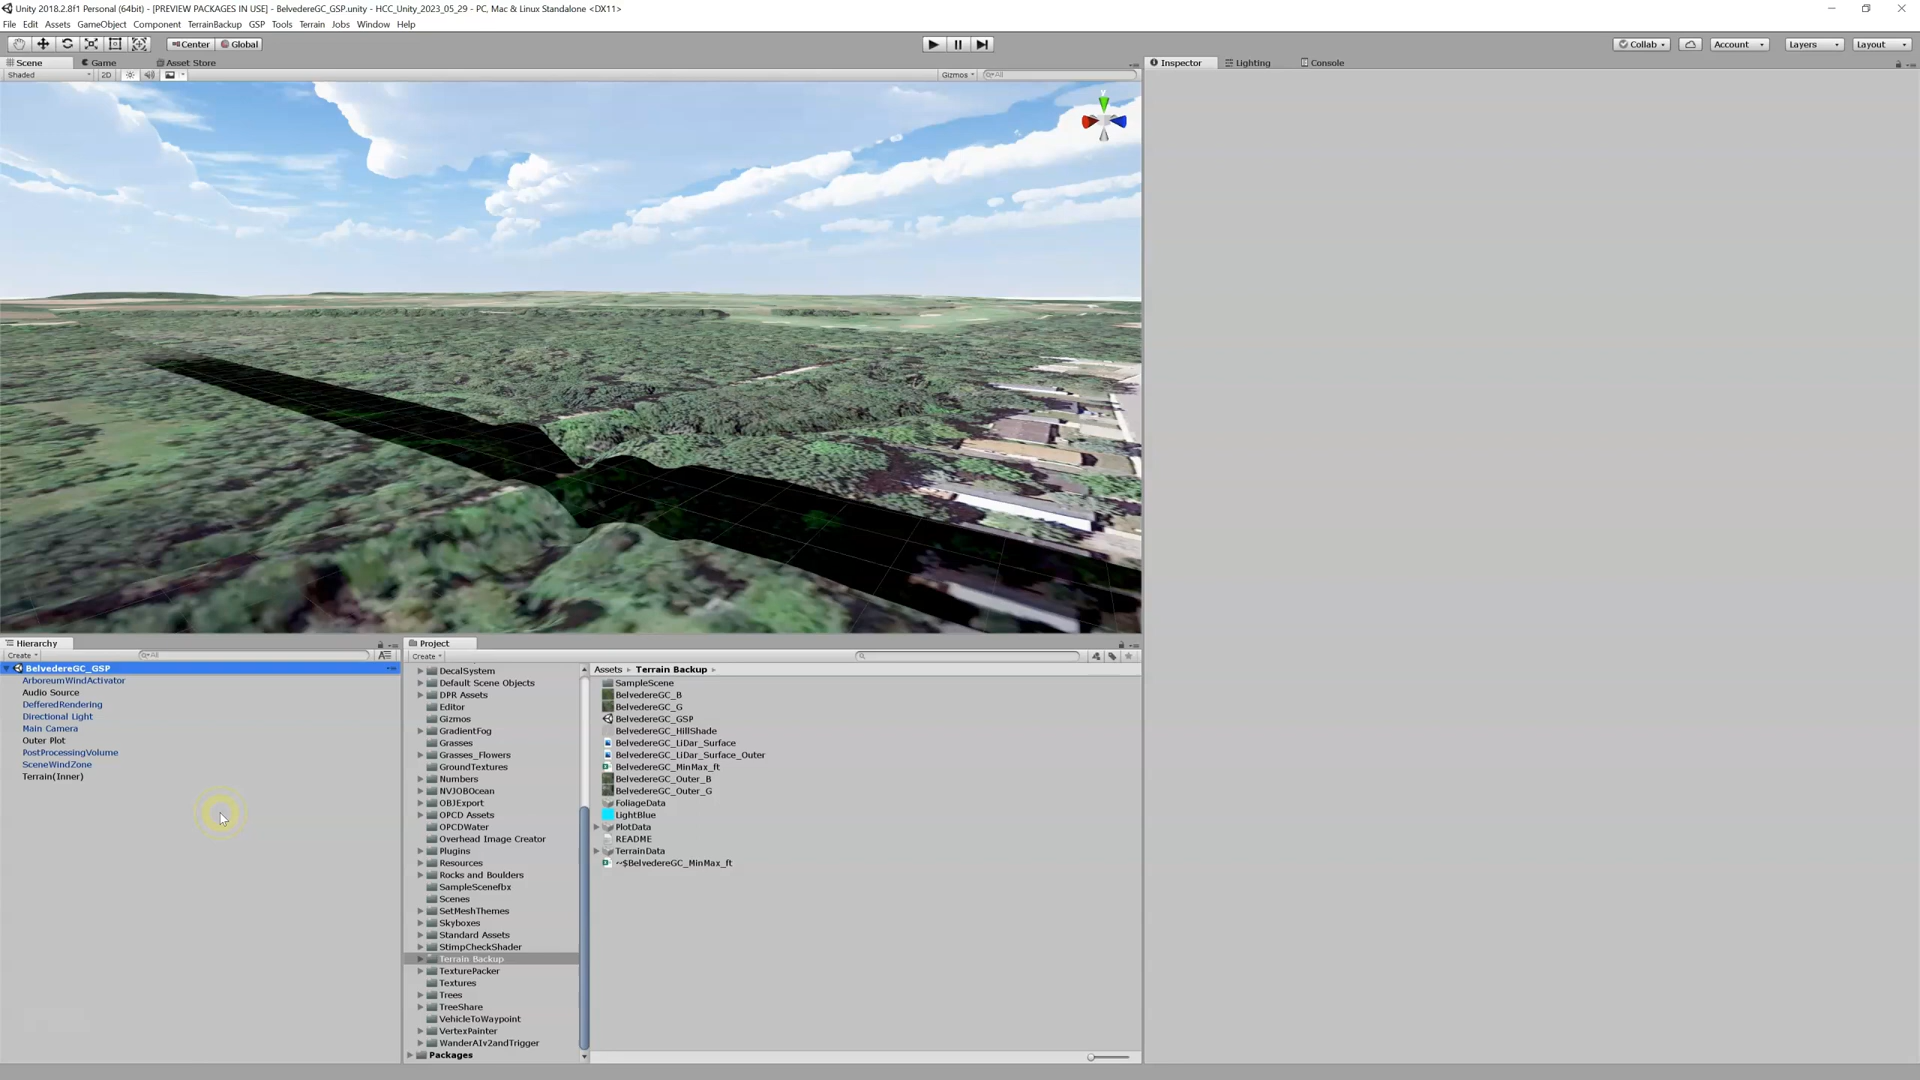 Unity 2018.2.8f1 Personal (64bit) - [PREVIEW PACKAGES IN USE] - BelvedereGC_GSP.unity - HCC_Unity_2023_05_29 - PC, Mac & Linux Standalone <DX11>
File Edit Assets GameObject Component TerrainBackup GSP Tools Terrain Jobs Window Help
Center Global Collab Account Layers Layout
Scene Game Asset Store Inspector Lighting Console
Shaded 2D Gizmos All
y
Hierarchy
Create All
BelvedereGC_GSP
ArboreumWindActivator
Audio Source
DefferedRendering
Directional Light
Main Camera
Outer Plot
PostProcessingVolume
SceneWindZone
Terrain(Inner)
Project
Create
DecalSystem
Default Scene Objects
DPR Assets
Editor
Gizmos
GradientFog
Grasses
Grasses_Flowers
GroundTextures
Numbers
NVJOBOcean
OBJExport
OPCD Assets
OPCDWater
Overhead Image Creator
Plugins
Resources
Rocks and Boulders
SampleScenefbx
Scenes
SetMeshThemes
Skyboxes
Standard Assets
StimpCheckShader
Terrain Backup
TexturePacker
Textures
Trees
TreeShare
VehicleToWaypoint
VertexPainter
WanderAIv2andTrigger
Packages
Assets Terrain Backup
SampleScene
BelvedereGC_B
BelvedereGC_G
BelvedereGC_GSP
BelvedereGC_HillShade
BelvedereGC_LiDar_Surface
BelvedereGC_LiDar_Surface_Outer
BelvedereGC_MinMax_ft
BelvedereGC_Outer_B
BelvedereGC_Outer_G
FoliageData
LightBlue
PlotData
README
TerrainData
~$BelvedereGC_MinMax_ft